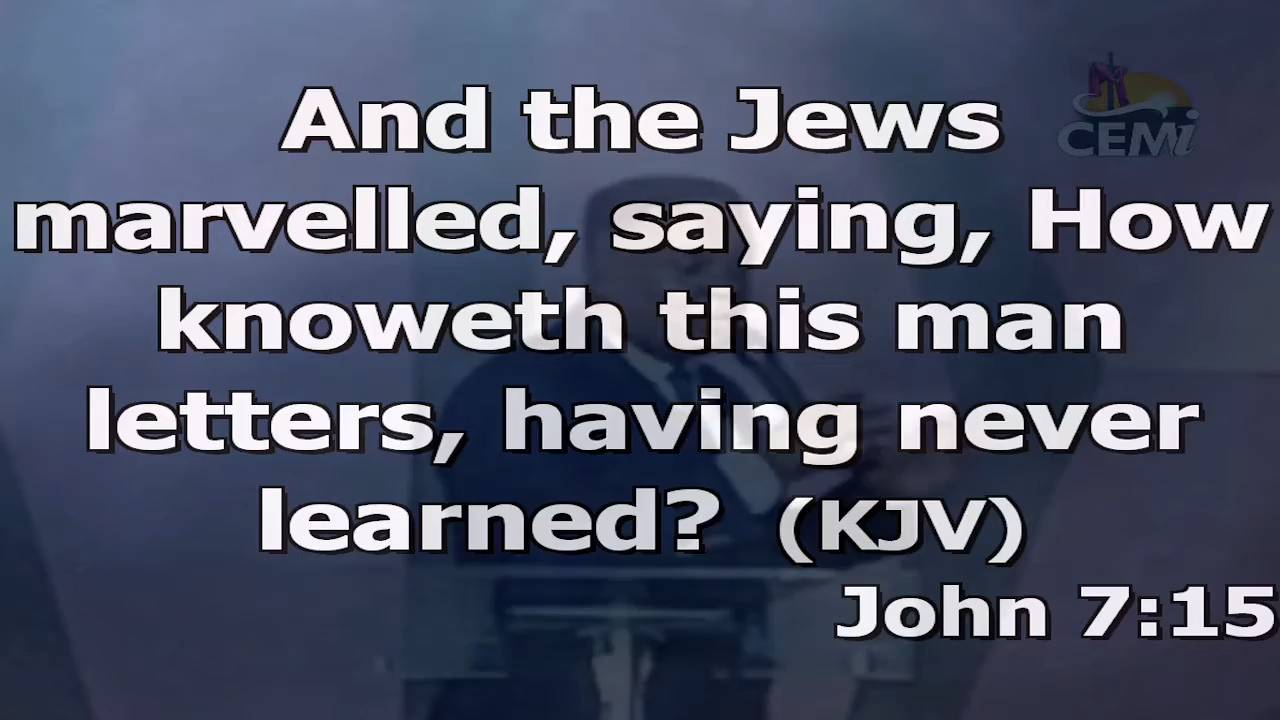 CEMi
And the Jews
marvelled, saying, How
knoweth this man
letters, having never
learned? (KJV)
John 7:15